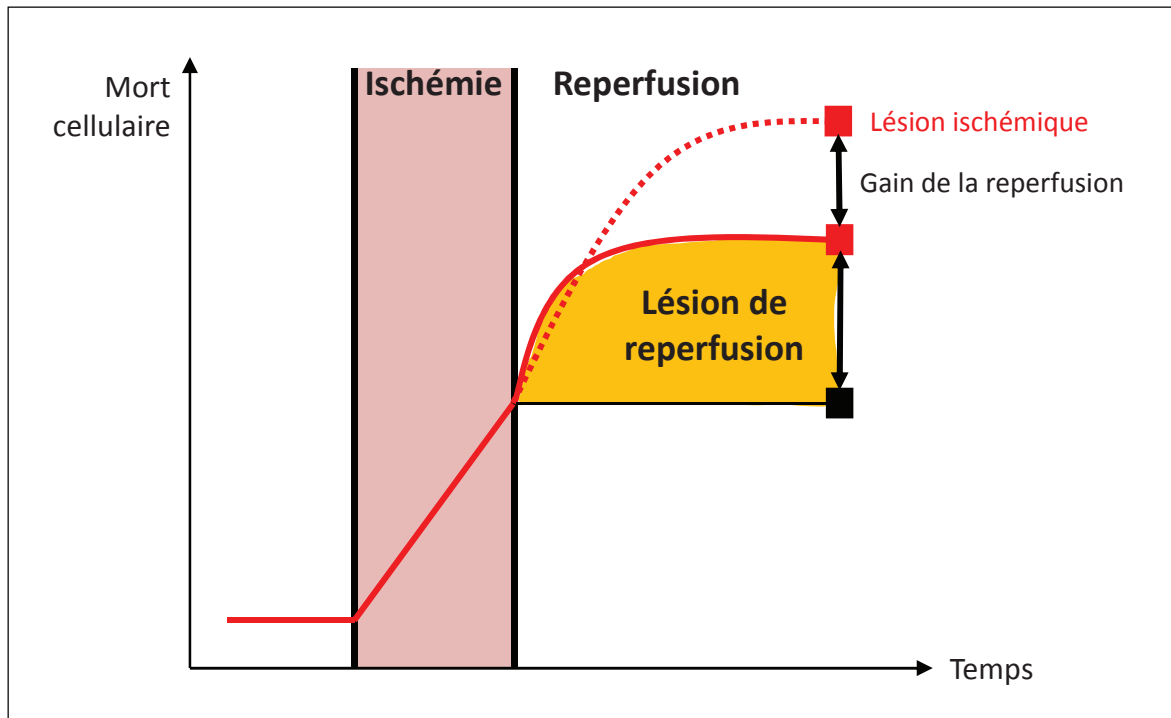 Mort
cellulaire
Ischémie
Reperfusion
Lésion ischémique
Gain de la reperfusion
Lésion de
reperfusion
Temps